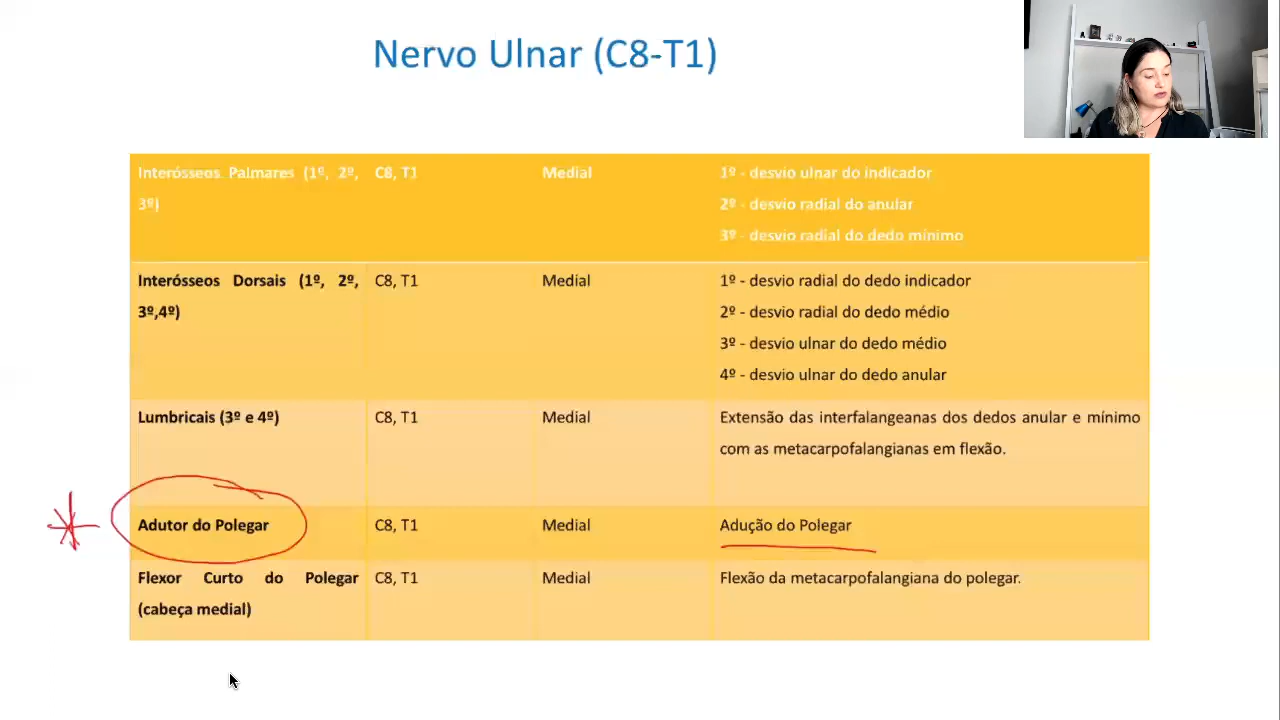 Nervo Ulnar (C8-T1)
Interósseos Palmares (1º, 2º, 3º) C8, T1 Medial 1º - desvio ulnar do indicador
2º - desvio radial do anular
3º - desvio radial do dedo mínimo
Interósseos Dorsais (1º, 2º, 3º,4º) C8, T1 Medial 1º - desvio radial do dedo indicador
2º - desvio radial do dedo médio
3º - desvio ulnar do dedo médio
4º - desvio ulnar do dedo anular
Lumbricais (3º e 4º) C8, T1 Medial Extensão das interfalangeanas dos dedos anular e mínimo
com as metacarpofalangianas em flexão.
Adutor do Polegar C8, T1 Medial Adução do Polegar
Flexor Curto do Polegar (cabeça medial) C8, T1 Medial Flexão da metacarpofalangiana do polegar.